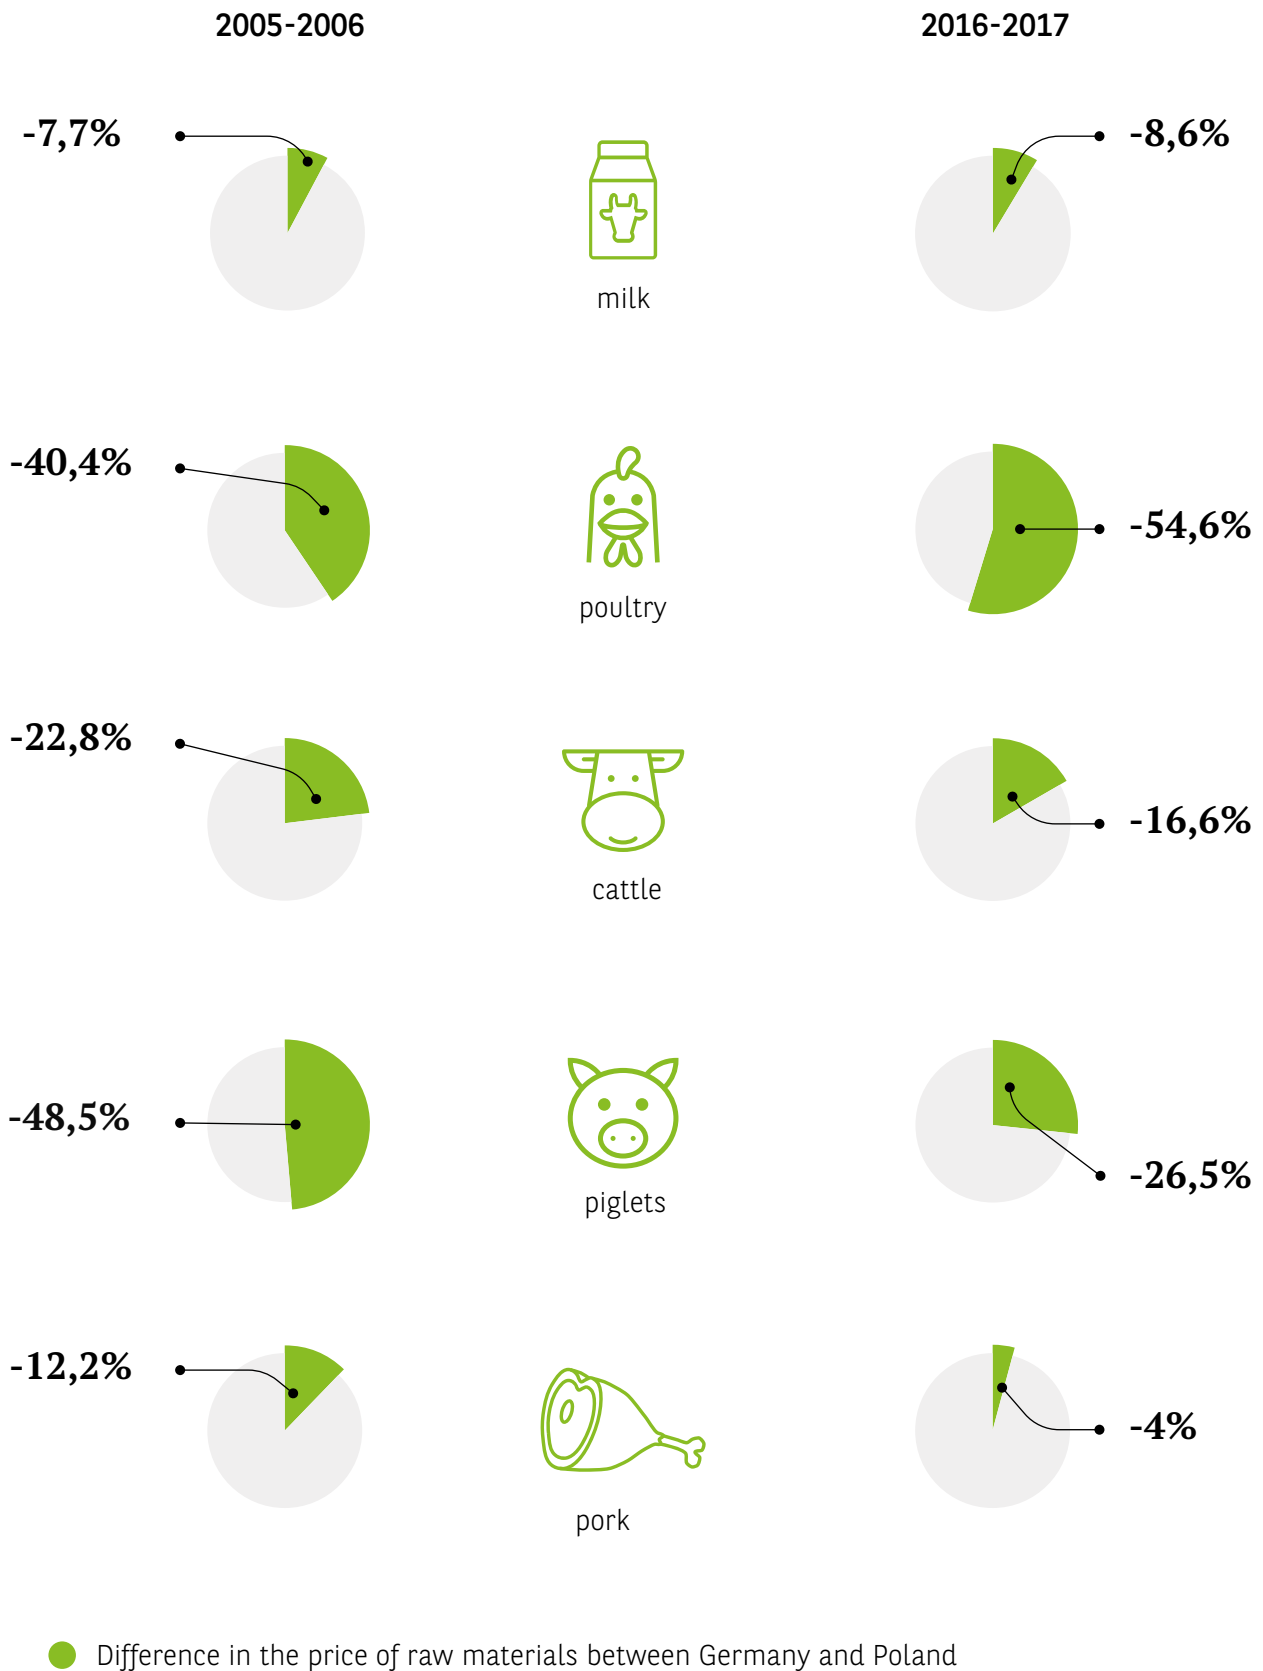 2005-2006
2016-2017
-7,7%
-8,6%
milk
-40,4%
-54,6%
poultry
-22,8%
-16,6%
cattle
-48,5%
-26,5%
piglets
-12,2%
-4%
pork
Difference in the price of raw materials between Germany and Poland